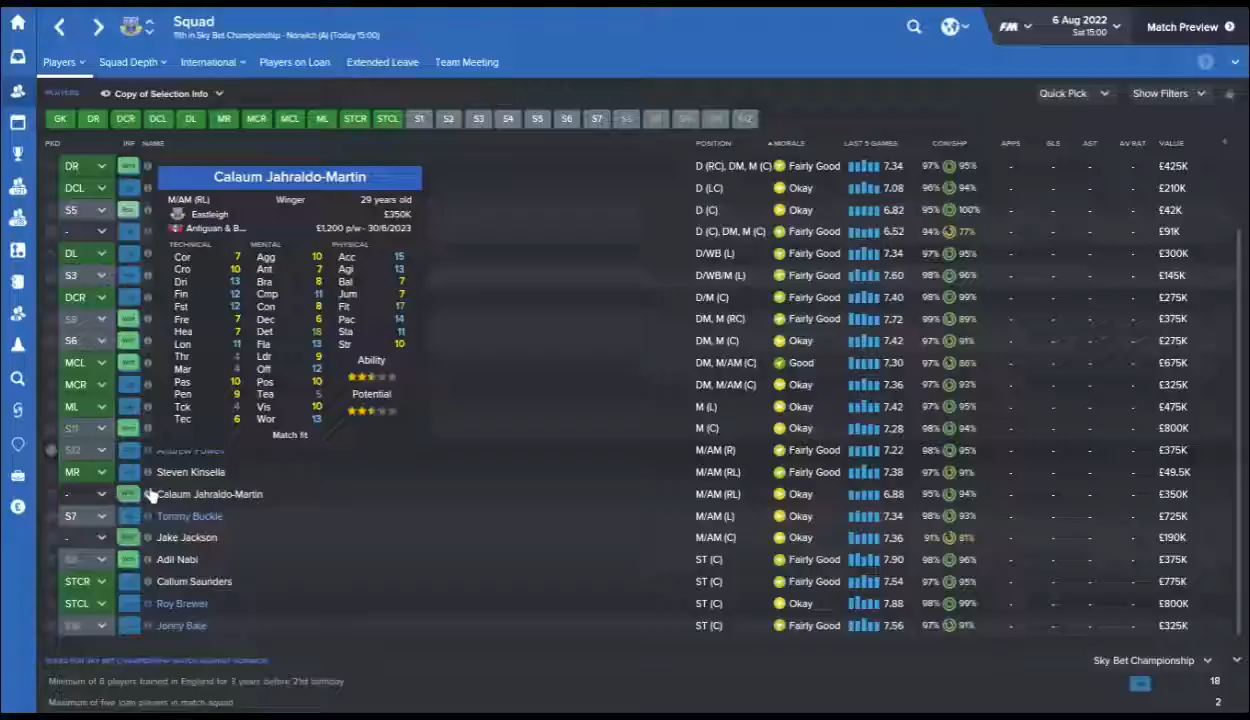 Squad
11th in Sky Bet Championship - Norwich (A) (Today 15:00)
FM
6 Aug 2022
Sat 15:00
Match Preview
Players
Squad Depth
International
Players on Loan
Extended Leave
Team Meeting
PLAYERS
Copy of Selection Info
Quick Pick
Show Filters
GK DR DCR DCL DL MR MCR MCL ML STCR STCL S1 S2 S3 S4 S5 S6 S7 S8
PKD INF NAME POSITION MORALE LAST 5 GAMES CON/SHP APPS GLS AST AV RAT VALUE
DR D (RC), DM, M (C) Fairly Good 7.34 97% 95% - - - - £425K
DCL D (LC) Okay 7.08 96% 94% - - - - £210K
S5 D (C) Okay 6.82 95% 100% - - - - £42K
- D (C), DM, M (C) Fairly Good 6.52 94% 77% - - - - £91K
DL D/WB (L) Fairly Good 7.34 97% 95% - - - - £300K
S3 D/WB/M (L) Fairly Good 7.60 98% 96% - - - - £145K
DCR D/M (C) Fairly Good 7.40 98% 99% - - - - £275K
DM, M (RC) Fairly Good 7.72 99% 89% - - - - £375K
S6 DM, M (C) Okay 7.42 97% 91% - - - - £275K
MCL DM, M/AM (C) Good 7.30 97% 86% - - - - £675K
MCR DM, M/AM (C) Okay 7.36 97% 93% - - - - £325K
ML M (L) Okay 7.42 97% 95% - - - - £475K
S11 M (C) Okay 7.28 98% 94% - - - - £800K
S12 Andrew Powell M/AM (R) Fairly Good 7.22 98% 95% - - - - £375K
MR Steven Kinsella M/AM (RL) Fairly Good 7.38 97% 91% - - - - £49.5K
- Calaum Jahraldo-Martin M/AM (RL) Okay 6.88 95% 94% - - - - £350K
S7 Tommy Buckle M/AM (L) Okay 7.34 98% 93% - - - - £725K
- Jake Jackson M/AM (C) Okay 7.36 91% 81% - - - - £190K
Adil Nabi ST (C) Fairly Good 7.90 98% 96% - - - - £375K
STCR Callum Saunders ST (C) Fairly Good 7.54 97% 95% - - - - £775K
STCL Roy Brewer ST (C) Okay 7.88 98% 99% - - - - £800K
Jonny Bale ST (C) Fairly Good 7.56 97% 91% - - - - £325K
Calaum Jahraldo-Martin
M/AM (RL) Winger 29 years old
Eastleigh £350K
Antiguan & B... £1,200 p/w - 30/6/2023
TECHNICAL MENTAL PHYSICAL
Cor 7 Agg 10 Acc 15
Cro 10 Ant 7 Agi 13
Dri 13 Bra 8 Bal 7
Fin 12 Cmp 11 Jum 7
Fst 12 Con 8 Fit 17
Fre 7 Dec 6 Pac 14
Hea 7 Det 18 Sta 11
Lon 11 Fla 13 Str 10
Thr 4 Ldr 9
Mar 4 Off 12
Pas 10 Pos 10
Pen 9 Tea 5
Tck 4 Vis 10
Tec 6 Wor 13
Ability
Potential
Match fit
Sky Bet Championship
Minimum of 6 players trained in England for 3 years before 21st birthday 18
Maximum of five loan players in match squad 2